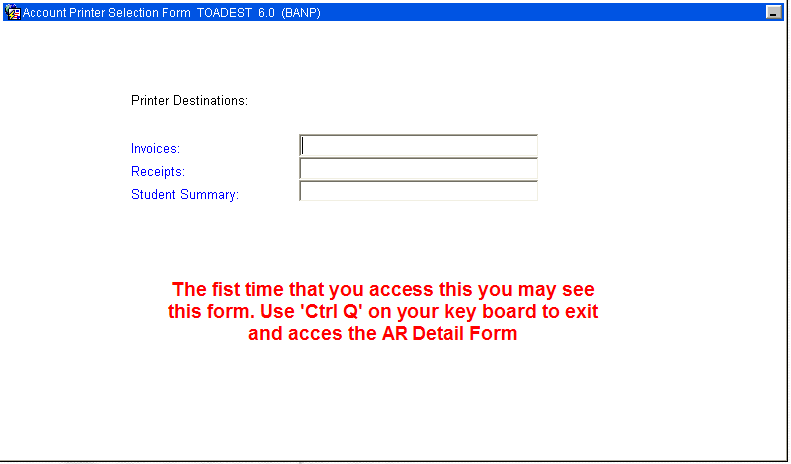 Account Printer Selection Form TOADEST 6.0 (BANP)
Printer Destinations:
Invoices:
Receipts:
Student Summary:
The fist time that you access this you may see
this form. Use 'Ctrl Q' on your key board to exit
and acces the AR Detail Form